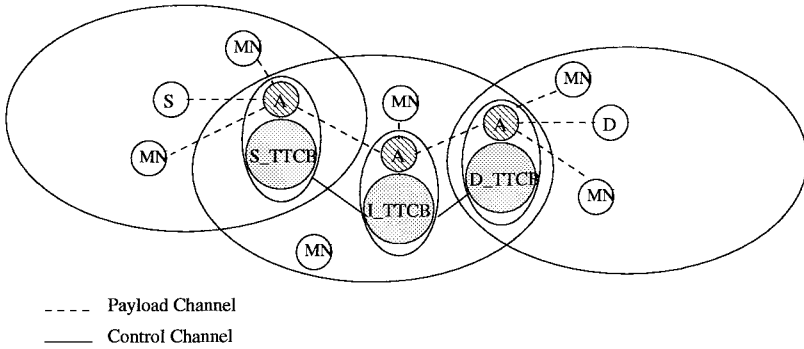 MN
MN
S
A
MN
D
A
MN
A
S_TTCB
D_TTCB
MN
I_TTCB
MN
Payload Channel
Control Channel